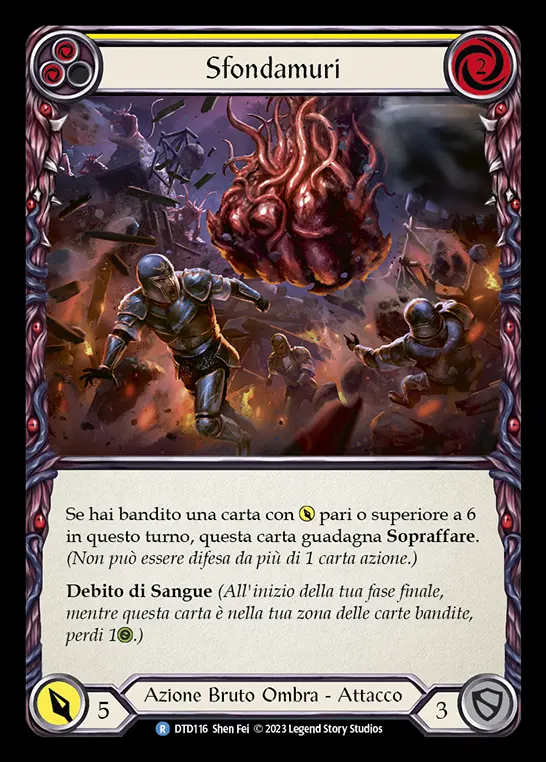 Sfondamuri
2
Se hai bandito una carta con pari o superiore a 6
in questo turno, questa carta guadagna Sopraffare.
(Non può essere difesa da più di 1 carta azione.)
Debito di Sangue (All'inizio della tua fase finale,
mentre questa carta è nella tua zona delle carte bandite,
perdi 1.)
5
Azione Bruto Ombra - Attacco
3
R DTD116 Shen Fei © 2023 Legend Story Studios